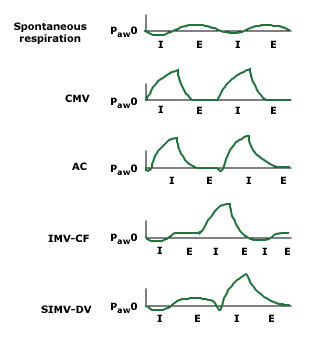 Spontaneous
respiration
Paw0
I E I E
CMV
Paw0
I E I E
AC
Paw0
I E I E
IMV-CF
Paw0
I E I E I E
SIMV-DV
Paw0
I E I E